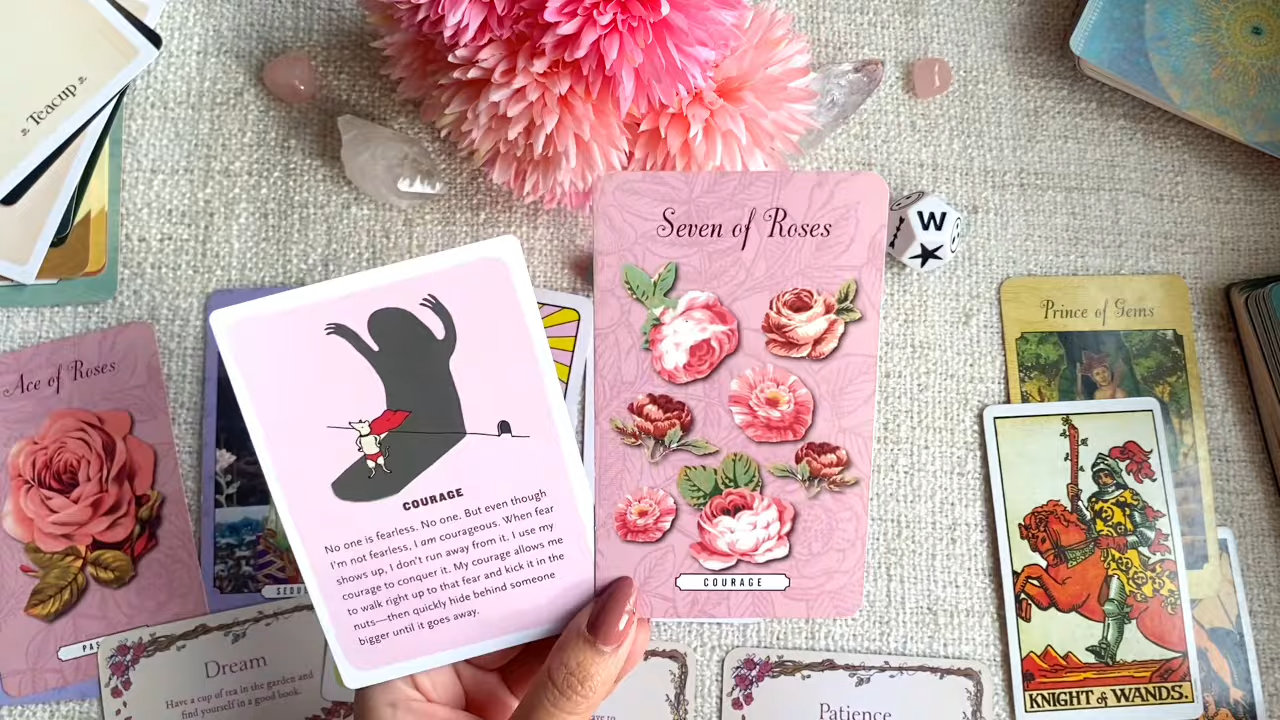 Teacup
Seven of Roses
W
Ace of Roses
Prince of Gems
COURAGE
No one is fearless. No one. But even though
I'm not fearless, I am courageous. When fear
shows up, I don't run away from it. I use my
courage to conquer it. My courage allows me
to walk right up to that fear and kick it in the
nuts—then quickly hide behind someone
bigger until it goes away.
COURAGE
Dream
Have a cup of tea in the garden and
find yourself in a good book.
Patience
KNIGHT of WANDS.